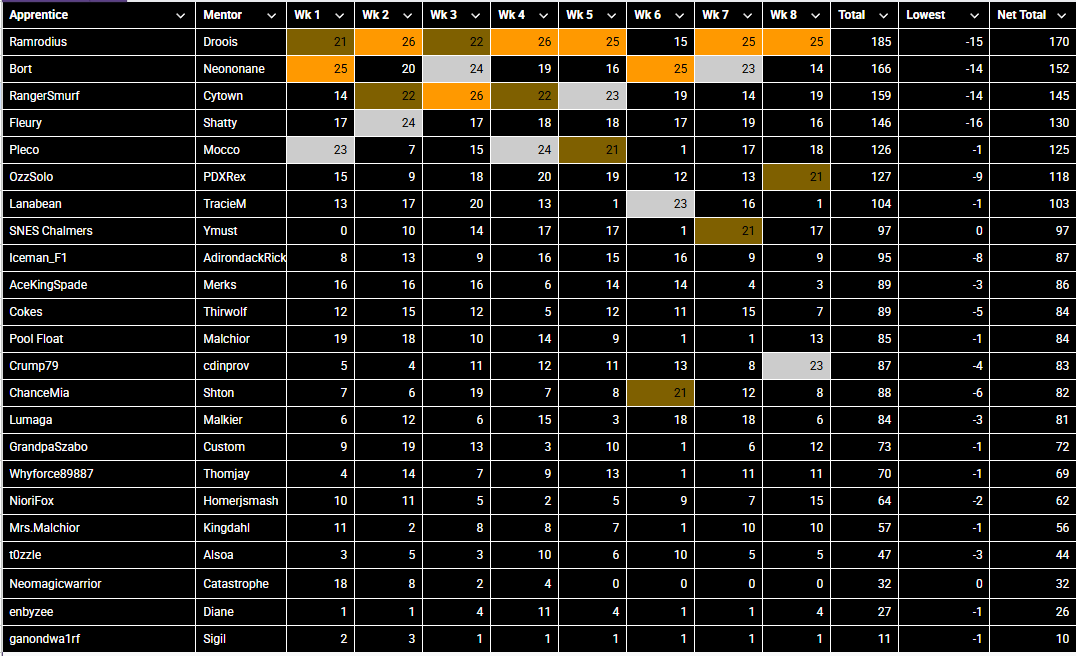 Apprentice Mentor Wk 1 Wk 2 Wk 3 Wk 4 Wk 5 Wk 6 Wk 7 Wk 8 Total Lowest Net Total
Ramrodius Droois 21 26 22 26 25 15 25 25 185 -15 170
Bort Neononane 25 20 24 19 16 25 23 14 166 -14 152
RangerSmurf Cytown 14 22 26 22 23 19 14 19 159 -14 145
Fleury Shatty 17 24 17 18 18 17 19 16 146 -16 130
Pleco Mocco 23 7 15 24 21 1 17 18 126 -1 125
OzzSolo PDXRex 15 9 18 20 19 12 13 21 127 -9 118
Lanabean TracieM 13 17 20 13 1 23 16 1 104 -1 103
SNES Chalmers Ymust 0 10 14 17 17 1 21 17 97 0 97
Iceman_F1 AdirondackRick 8 13 9 16 15 16 9 9 95 -8 87
AceKingSpade Merks 16 16 16 6 14 14 4 3 89 -3 86
Cokes Thirwolf 12 15 12 5 12 11 15 7 89 -5 84
Pool Float Malchior 19 18 10 14 9 1 1 13 85 -1 84
Crump79 cdinprov 5 4 11 12 11 13 8 23 87 -4 83
ChanceMia Shton 7 6 19 7 8 21 12 8 88 -6 82
Lumaga Malkier 6 12 6 15 3 18 18 6 84 -3 81
GrandpaSzabo Custom 9 19 13 3 10 1 6 12 73 -1 72
Whyforce89887 Thomjay 4 14 7 9 13 1 11 11 70 -1 69
NioriFox Homerjsmash 10 11 5 2 5 9 7 15 64 -2 62
Mrs.Malchior Kingdahl 11 2 8 8 7 1 10 10 57 -1 56
t0zzle Alsoa 3 5 3 10 6 10 5 5 47 -3 44
Neomagicwarrior Catastrophe 18 8 2 4 0 0 0 0 32 0 32
enbyzee Diane 1 1 4 11 4 1 1 4 27 -1 26
ganondwa1rf Sigil 2 3 1 1 1 1 1 1 11 -1 10